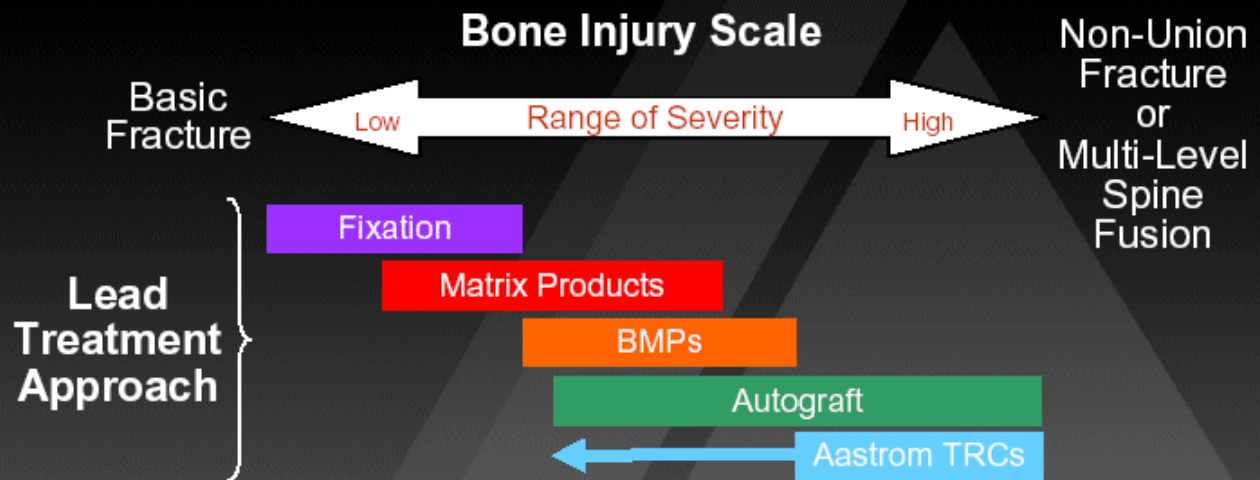 Bone Injury Scale
Basic
Fracture
Low
Range of Severity
High
Non-Union
Fracture
or
Multi-Level
Spine
Fusion
Lead
Treatment
Approach
Fixation
Matrix Products
BMPs
Autograft
Aastrom TRCs